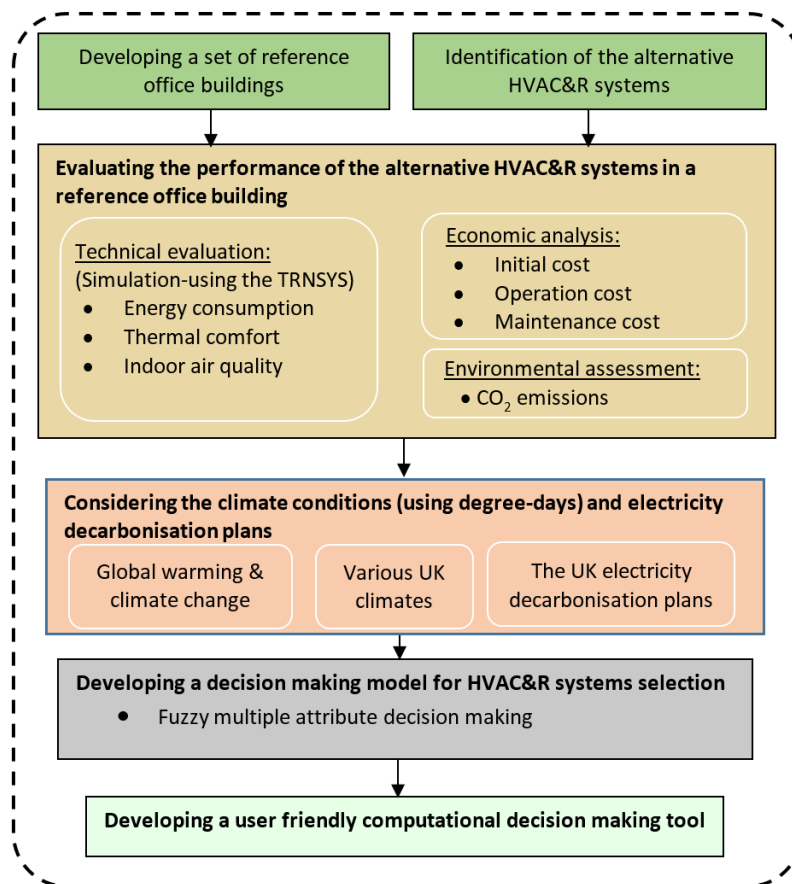 Developing a set of reference
office buildings
Identification of the alternative
HVAC&R systems
Evaluating the performance of the alternative HVAC&R systems in a
reference office building
Technical evaluation:
(Simulation-using the TRNSYS)
● Energy consumption
● Thermal comfort
● Indoor air quality
Economic analysis:
● Initial cost
● Operation cost
● Maintenance cost
Environmental assessment:
● CO₂ emissions
Considering the climate conditions (using degree-days) and electricity
decarbonisation plans
Global warming &
climate change
Various UK
climates
The UK electricity
decarbonisation plans
Developing a decision making model for HVAC&R systems selection
● Fuzzy multiple attribute decision making
Developing a user friendly computational decision making tool